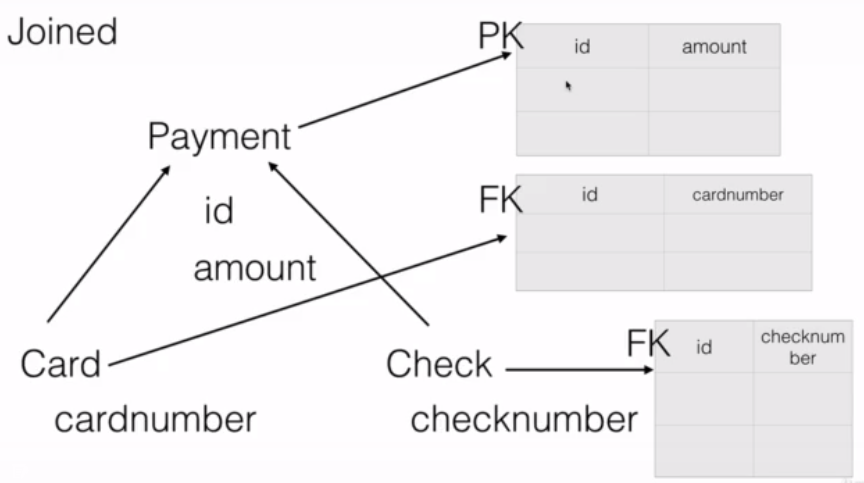 Joined
PK
id amount
Payment
id
amount
FK
id cardnumber
Card
cardnumber
Check
checknumber
FK
id checknum
ber